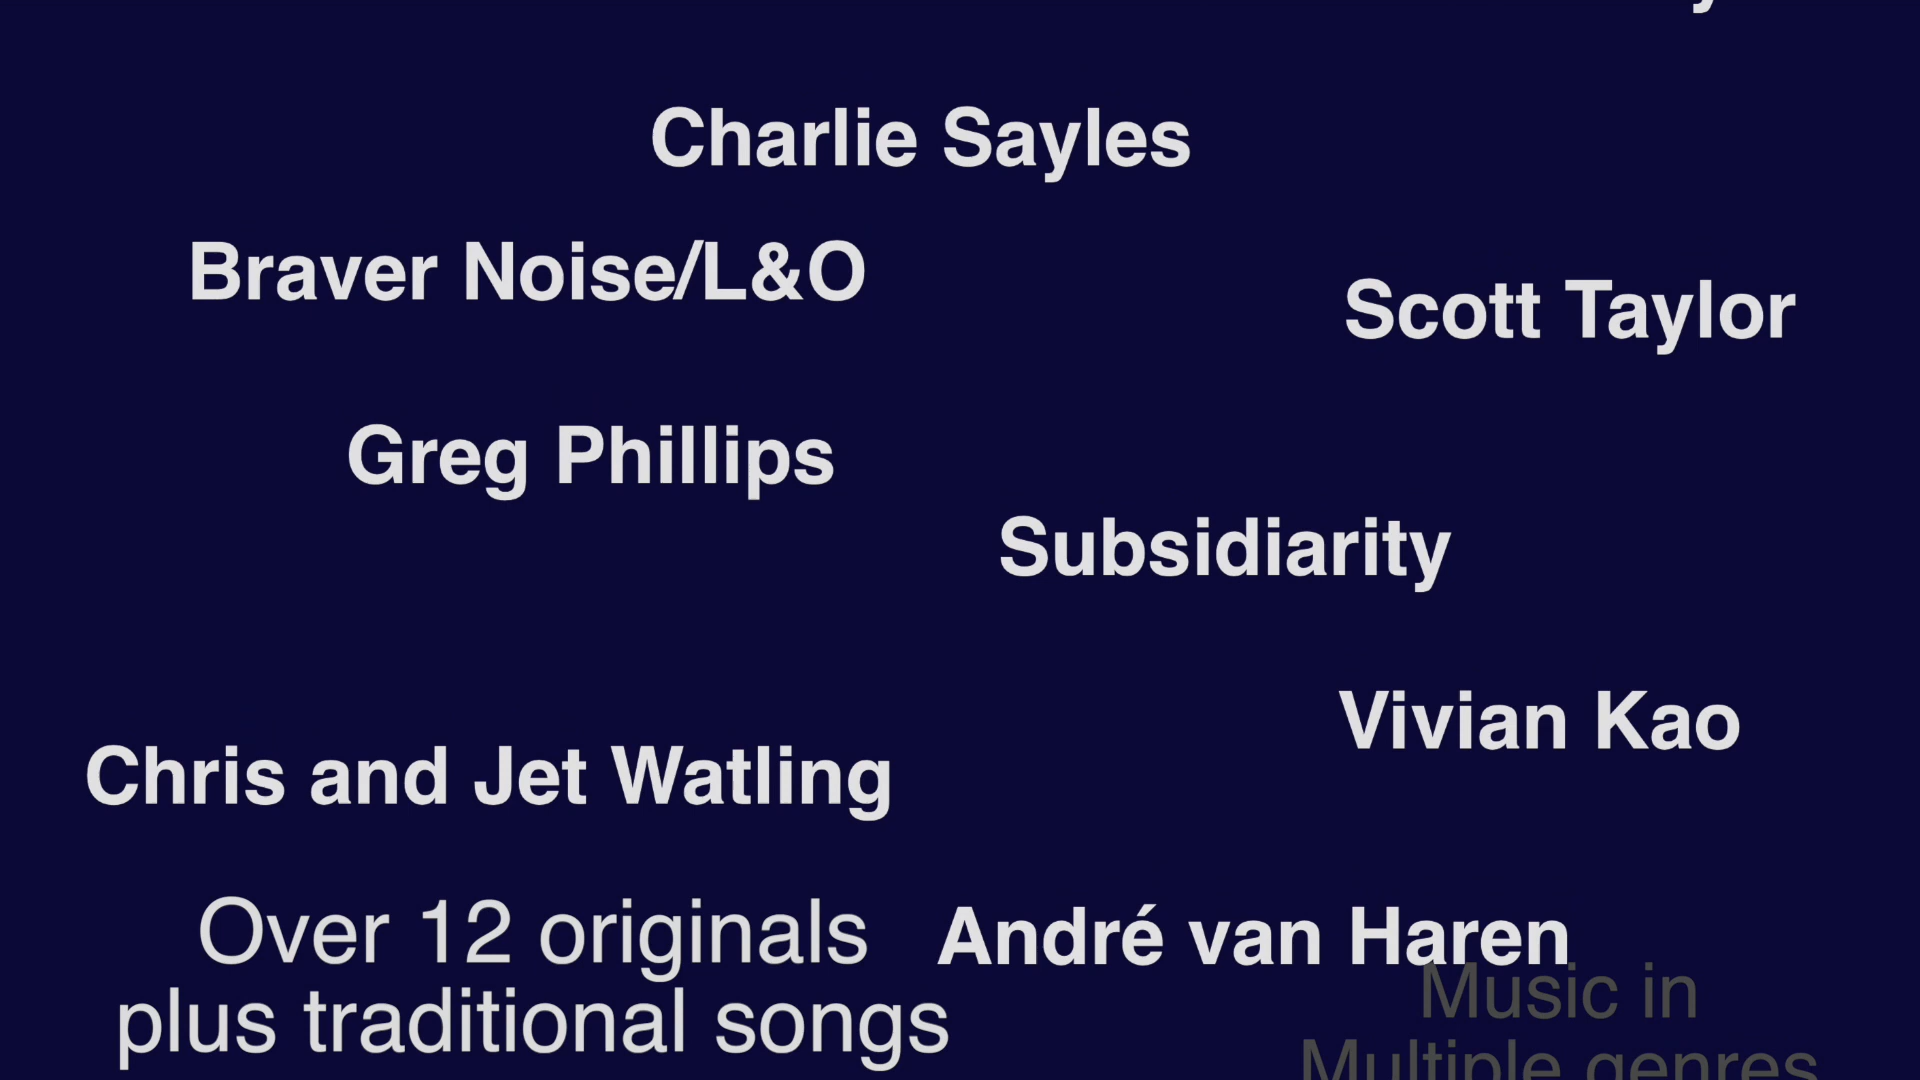 Charlie Sayles
Braver Noise/L&O
Scott Taylor
Greg Phillips
Subsidiarity
Vivian Kao
Chris and Jet Watling
Over 12 originals
plus traditional songs
André van Haren
Music in
Multiple genres